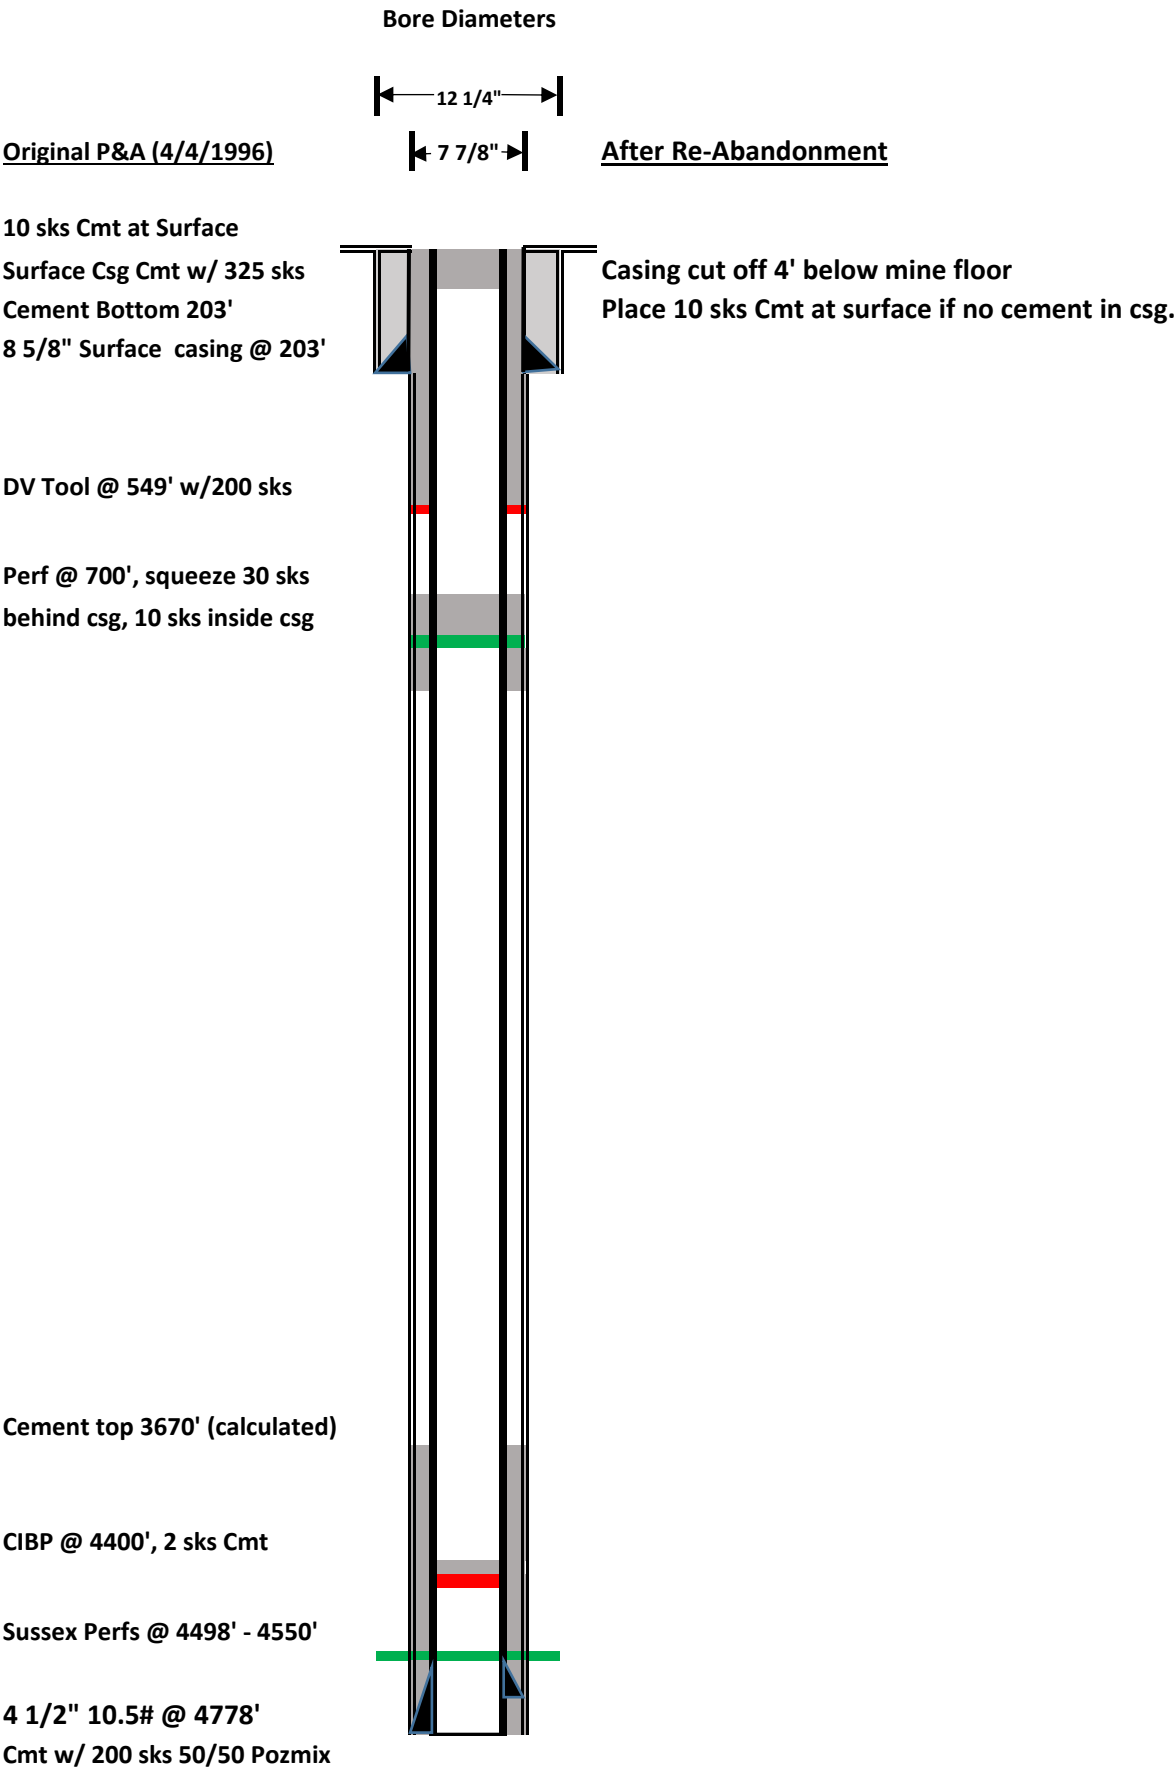 Bore Diameters
12 1/4"
Original P&A (4/4/1996)
7 7/8"
After Re-Abandonment
10 sks Cmt at Surface
Surface Csg Cmt w/ 325 sks
Casing cut off 4' below mine floor
Cement Bottom 203'
Place 10 sks Cmt at surface if no cement in csg.
8 5/8" Surface  casing @ 203'
DV Tool @ 549' w/200 sks
Perf @ 700', squeeze 30 sks
behind csg, 10 sks inside csg
Cement top 3670' (calculated)
CIBP @ 4400', 2 sks Cmt
Sussex Perfs @ 4498' - 4550'
4 1/2" 10.5# @ 4778'
Cmt w/ 200 sks 50/50 Pozmix